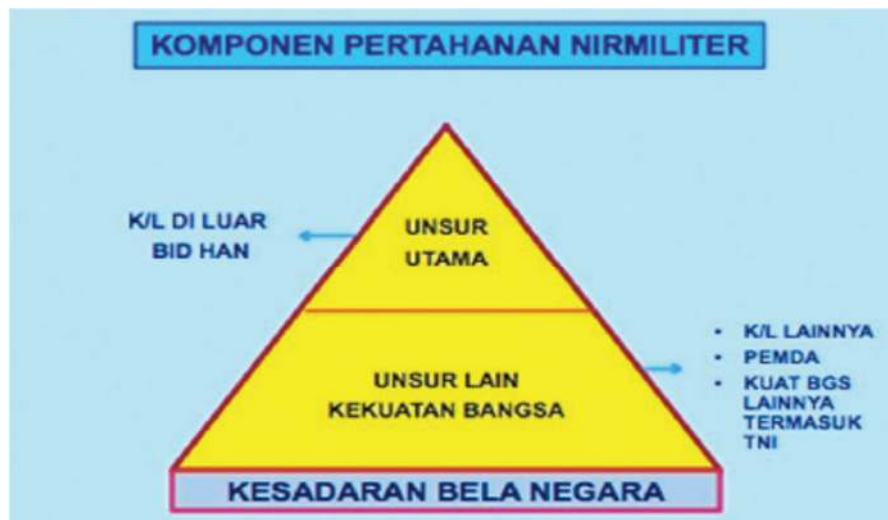 KOMPONEN PERTAHANAN NIRMILITER
K/L DI LUAR
BID HAN
UNSUR
UTAMA
UNSUR LAIN
KEKUATAN BANGSA
• K/L LAINNYA
• PEMDA
• KUAT BGS
LAINNYA
TERMASUK
TNI
KESADARAN BELA NEGARA